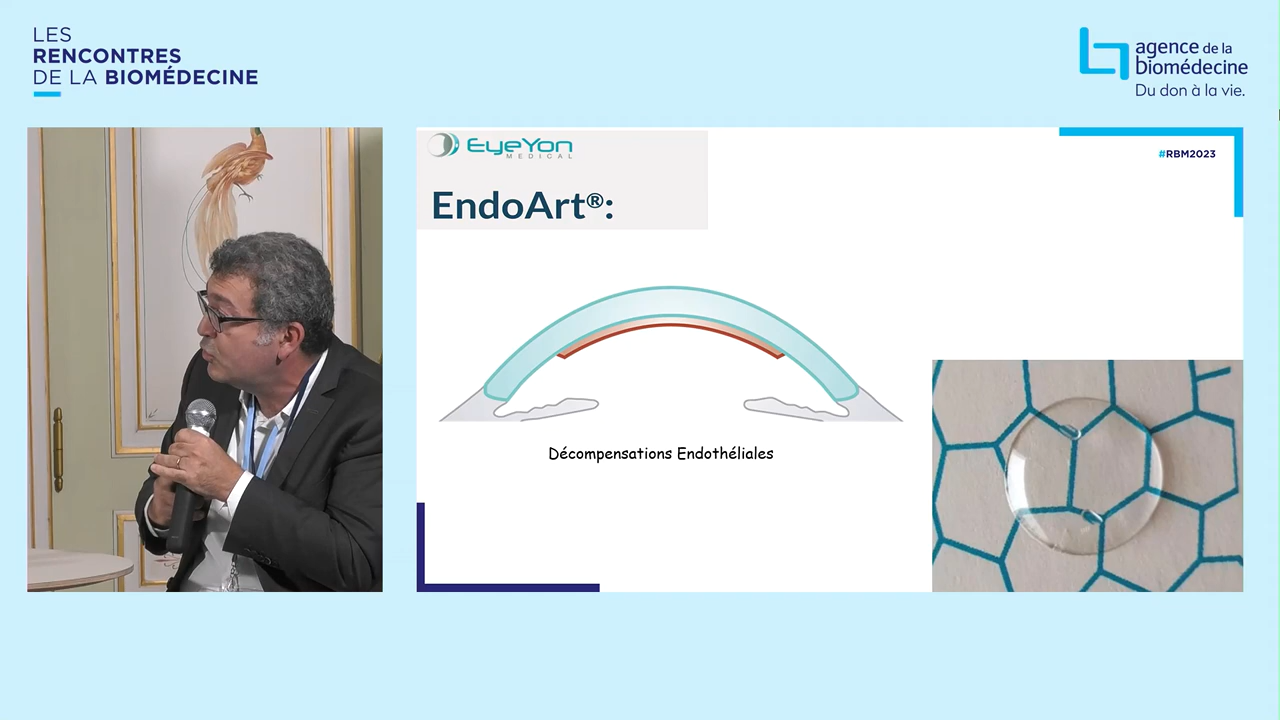 LES
RENCONTRES
DE LA BIOMÉDECINE
agence de la
biomédecine
Du don à la vie.
EyeYon
MEDICAL
#RBM2023
EndoArt®:
Décompensations Endothéliales